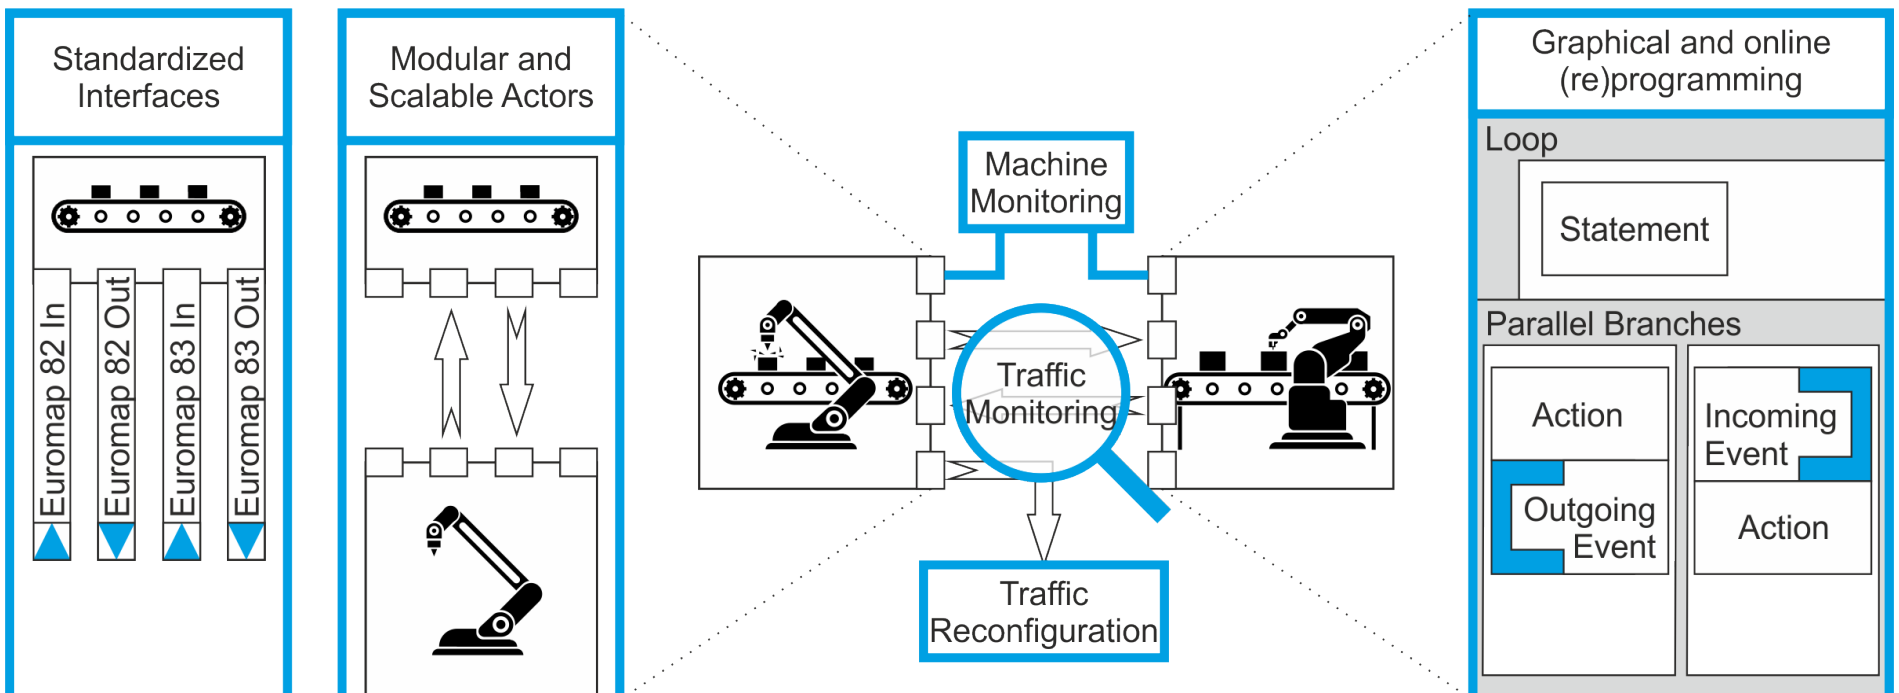 Standardized
Interfaces
Euromap 82 In
Euromap 82 Out
Euromap 83 In
Euromap 83 Out
Modular and
Scalable Actors
Machine
Monitoring
Traffic
Monitoring
Traffic
Reconfiguration
Graphical and online
(re)programming
Loop
Statement
Parallel Branches
Action
Outgoing
Event
Incoming
Event
Action